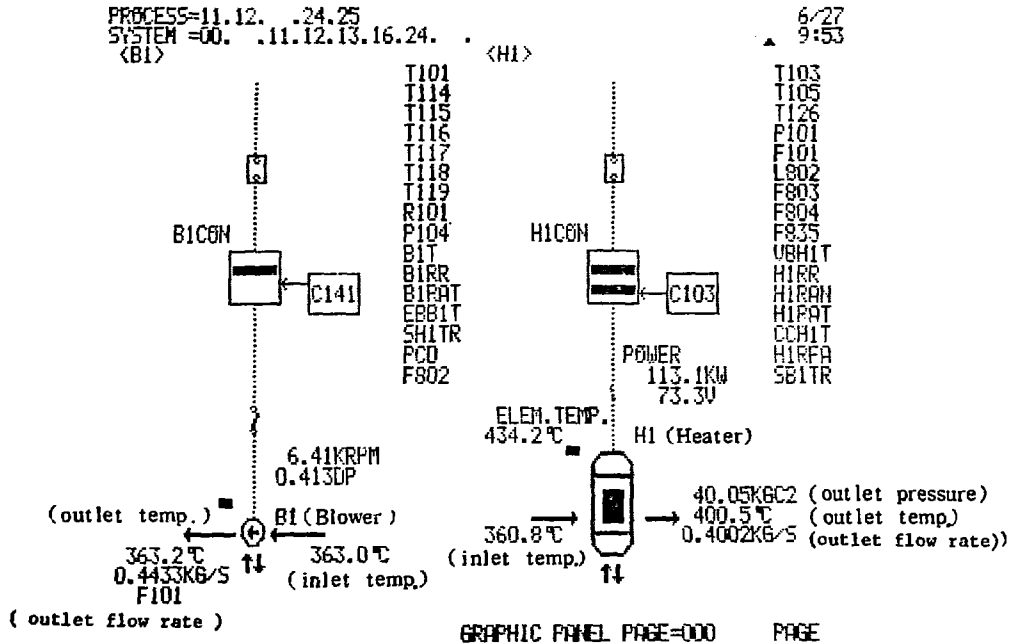 PROCESS=11.12. .24.25
6/27
SYSTEM =00. .11.12.13.16.24. .
9:53
<B1>
<H1>
T101
T114
T115
T116
T117
T118
T119
R101
P104
B1T
B1RR
B1RAT
EBB1T
SH1TR
PCD
F802
T103
T105
T126
P101
F101
L802
F803
F804
F835
VBH1T
H1RR
H1RAN
H1RAT
CCH1T
H1RFA
SB1TR
B1CON
C141
H1CON
C103
POWER
113.1KW
73.3V
ELEM.TEMP.
434.2℃
H1 (Heater)
6.41KRPM
0.413DP
(outlet temp.)
B1 (Blower)
363.2℃
363.0℃
0.4433KG/S
(inlet temp.)
F101
(outlet flow rate)
360.8℃
(inlet temp.)
40.05KGC2 (outlet pressure)
400.5℃ (outlet temp.)
0.4002KG/S (outlet flow rate))
GRAPHIC PANEL PAGE=000 PAGE